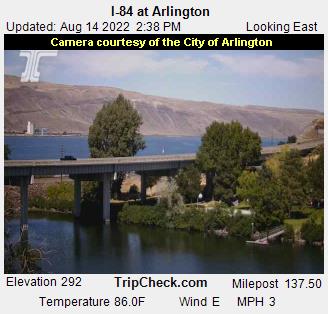 I-84 at Arlington
Updated: Aug 14 2022 2:38 PM Looking East
Camera courtesy of the City of Arlington
Elevation 292 TripCheck.com Milepost 137.50
Temperature 86.0F Wind E MPH 3